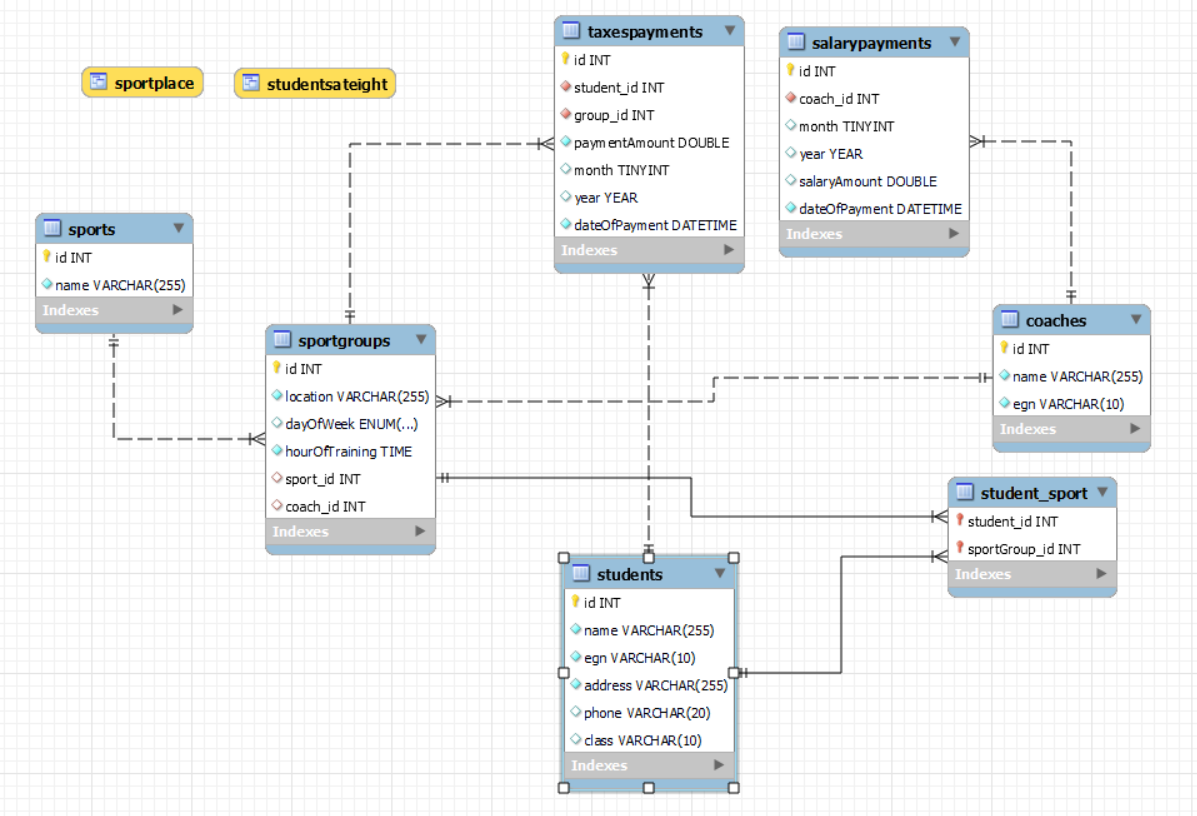 sportplace
studentsateight
taxespayments
id INT
student_id INT
group_id INT
paymentAmount DOUBLE
month TINYINT
year YEAR
dateOfPayment DATETIME
Indexes
salarypayments
id INT
coach_id INT
month TINYINT
year YEAR
salaryAmount DOUBLE
dateOfPayment DATETIME
Indexes
sports
id INT
name VARCHAR(255)
Indexes
sportgroups
id INT
location VARCHAR(255)
dayOfWeek ENUM(...)
hourOfTraining TIME
sport_id INT
coach_id INT
Indexes
coaches
id INT
name VARCHAR(255)
egn VARCHAR(10)
Indexes
student_sport
student_id INT
sportGroup_id INT
Indexes
students
id INT
name VARCHAR(255)
egn VARCHAR(10)
address VARCHAR(255)
phone VARCHAR(20)
class VARCHAR(10)
Indexes